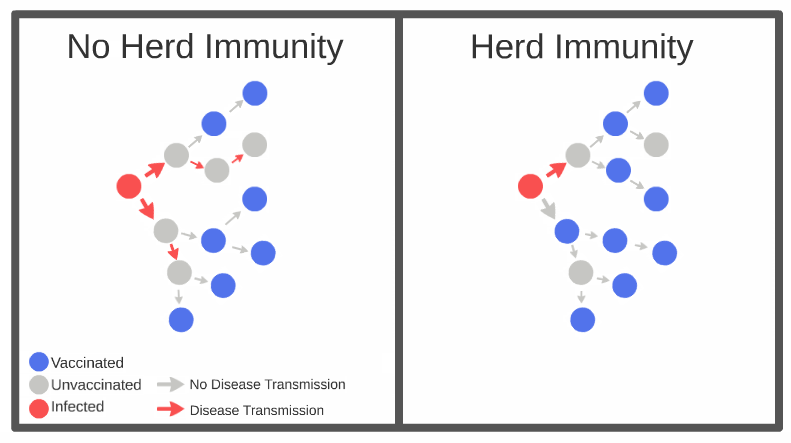 No Herd Immunity
Herd Immunity
Vaccinated
Unvaccinated
Infected
No Disease Transmission
Disease Transmission